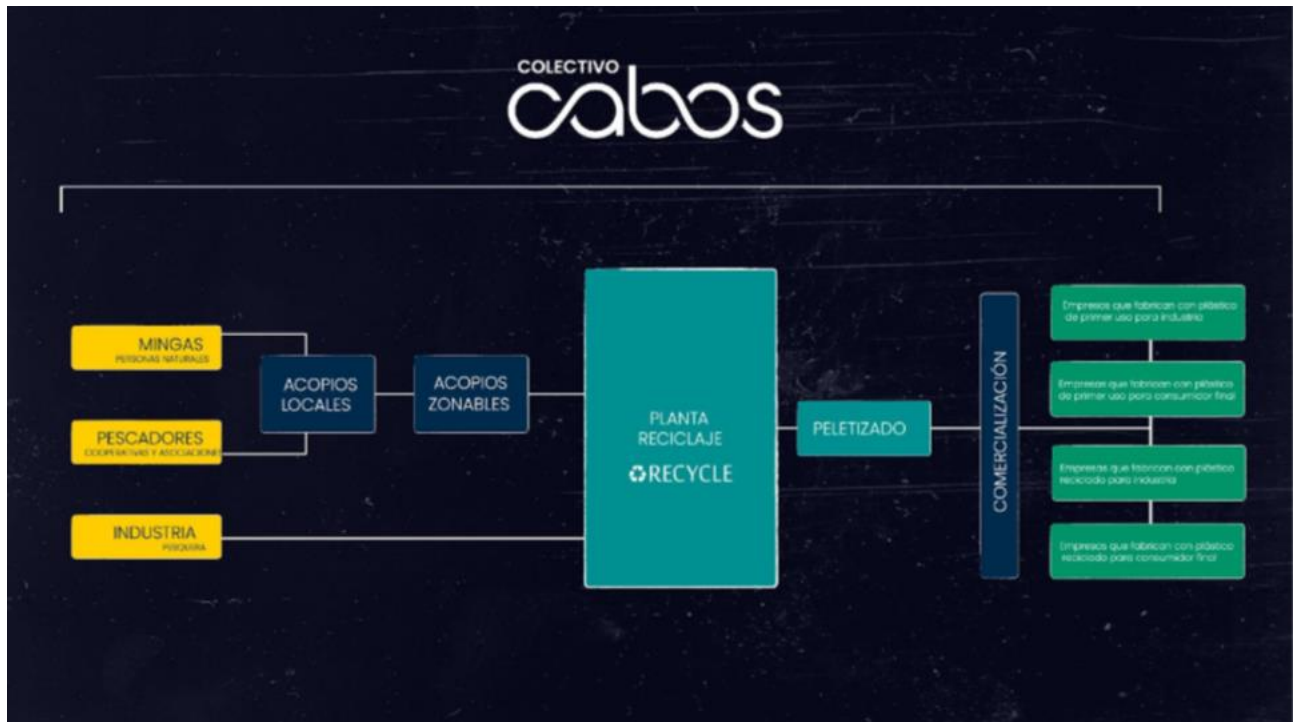 COLECTIVO
cabos
MINGAS
PERSONAS NATURALES
PESCADORES
COOPERATIVAS Y ASOCIACIONES
INDUSTRIA
PESQUERA
ACOPIOS
LOCALES
ACOPIOS
ZONABLES
PLANTA
RECICLAJE
RECYCLE
PELETIZADO
COMERCIALIZACIÓN
Empresas que fabrican con plástico
de primer uso para industria
Empresas que fabrican con plástico
de primer uso para consumidor final
Empresas que fabrican con plástico
reciclado para industria
Empresas que fabrican con plástico
reciclado para consumidor final